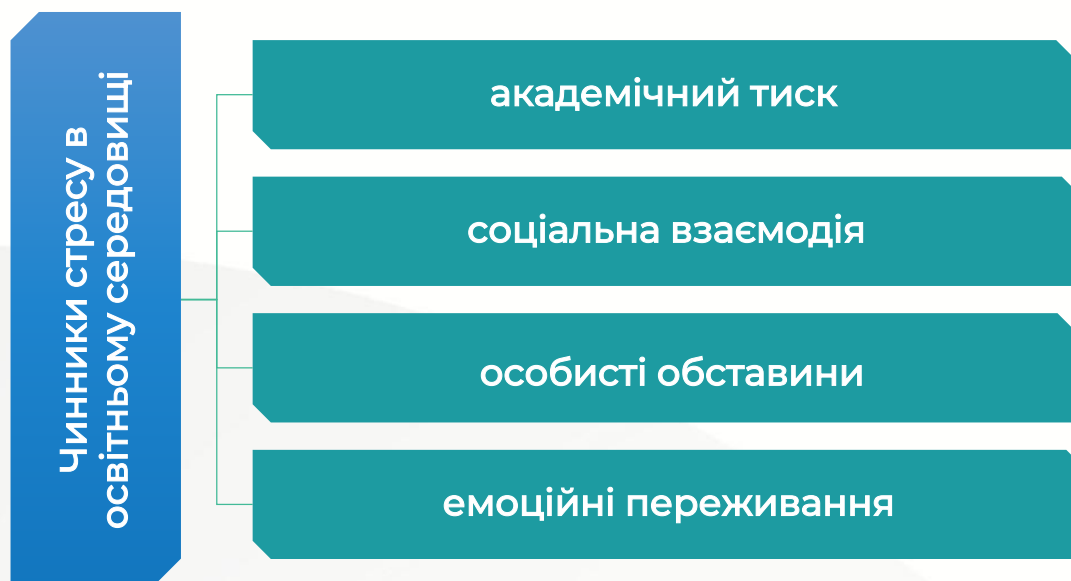 Чинники стресу в
освітньому середовищі
академічний тиск
соціальна взаємодія
особисті обставини
емоційні переживання